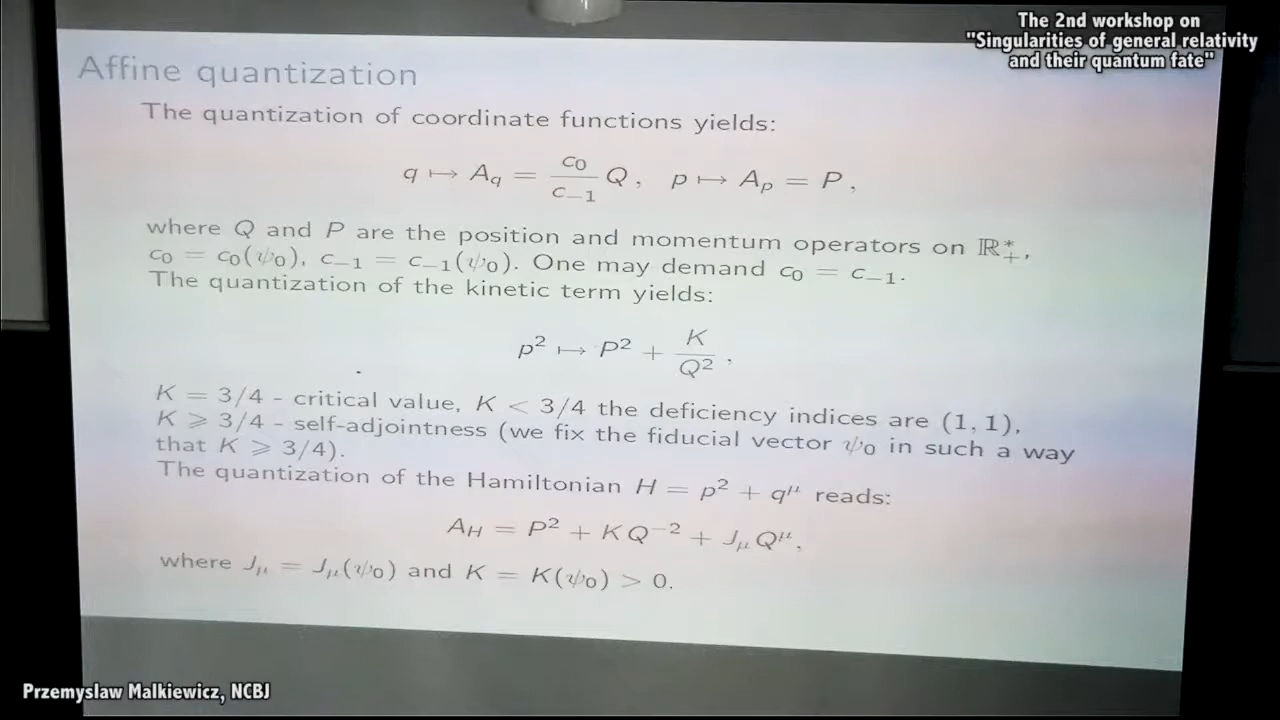 The 2nd workshop on
"Singularities of general relativity
and their quantum fate"
Affine quantization
The quantization of coordinate functions yields:
q ↦ A_q = c_0/c_{-1} Q, p ↦ A_p = P,
where Q and P are the position and momentum operators on ℝ₊*,
c_0 = c_0(ψ_0), c_{-1} = c_{-1}(ψ_0). One may demand c_0 = c_{-1}.
The quantization of the kinetic term yields:
p² ↦ P² + K/Q²,
K = 3/4 - critical value, K < 3/4 the deficiency indices are (1, 1),
K ⩾ 3/4 - self-adjointness (we fix the fiducial vector ψ_0 in such a way
that K ⩾ 3/4).
The quantization of the Hamiltonian H = p² + q^μ reads:
A_H = P² + KQ^{-2} + J_μ Q^μ,
where J_μ = J_μ(ψ_0) and K = K(ψ_0) > 0.
Przemyslaw Malkiewicz, NCBJ